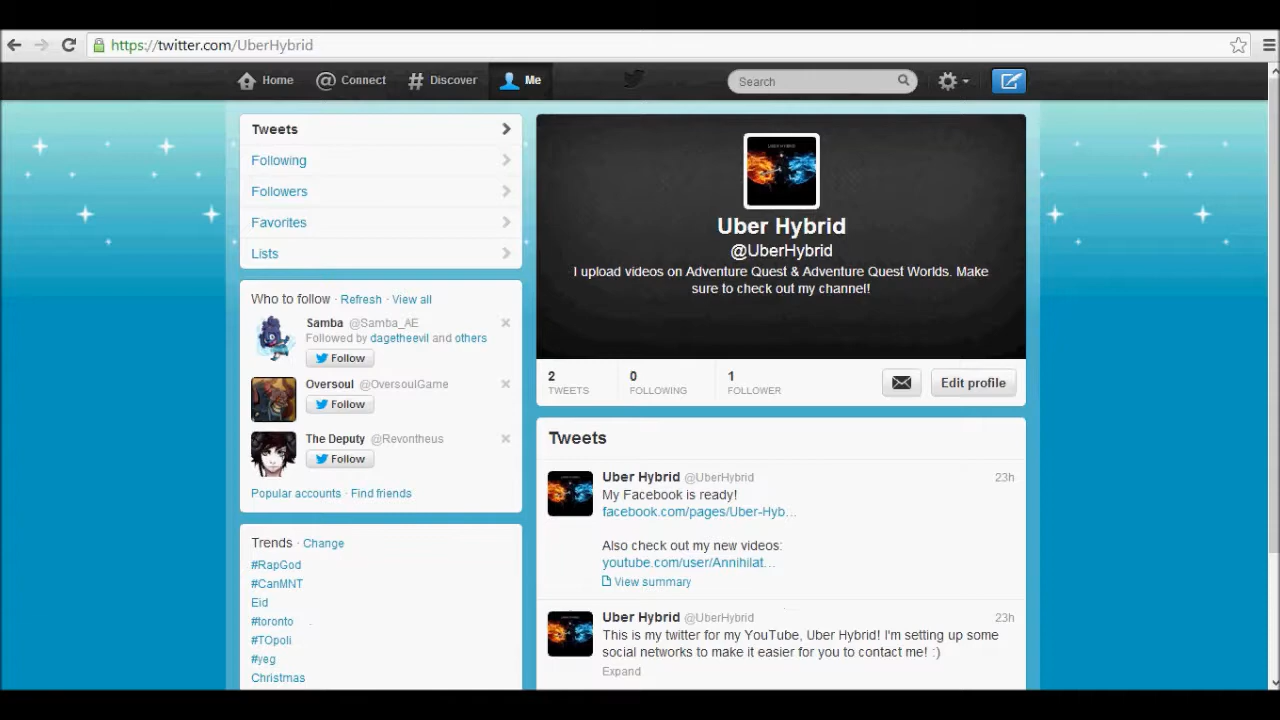 https://twitter.com/UberHybrid
Home
Connect
Discover
Me
Search
Tweets
Following
Followers
Favorites
Lists
Who to follow · Refresh · View all
Samba @Samba_AE
Followed by dagetheevil and others
Follow
Oversoul @OversoulGame
Follow
The Deputy @Revontheus
Follow
Popular accounts · Find friends
Trends · Change
#RapGod
#CanMNT
Eid
#toronto
#TOpoli
#yeg
Christmas
UBER HYBRID
Uber Hybrid
@UberHybrid
I upload videos on Adventure Quest & Adventure Quest Worlds. Make
sure to check out my channel!
2
TWEETS
0
FOLLOWING
1
FOLLOWER
Edit profile
Tweets
Uber Hybrid @UberHybrid 23h
My Facebook is ready!
facebook.com/pages/Uber-Hyb...
Also check out my new videos:
youtube.com/user/Annihilat...
View summary
Uber Hybrid @UberHybrid 23h
This is my twitter for my YouTube, Uber Hybrid! I'm setting up some
social networks to make it easier for you to contact me! :)
Expand